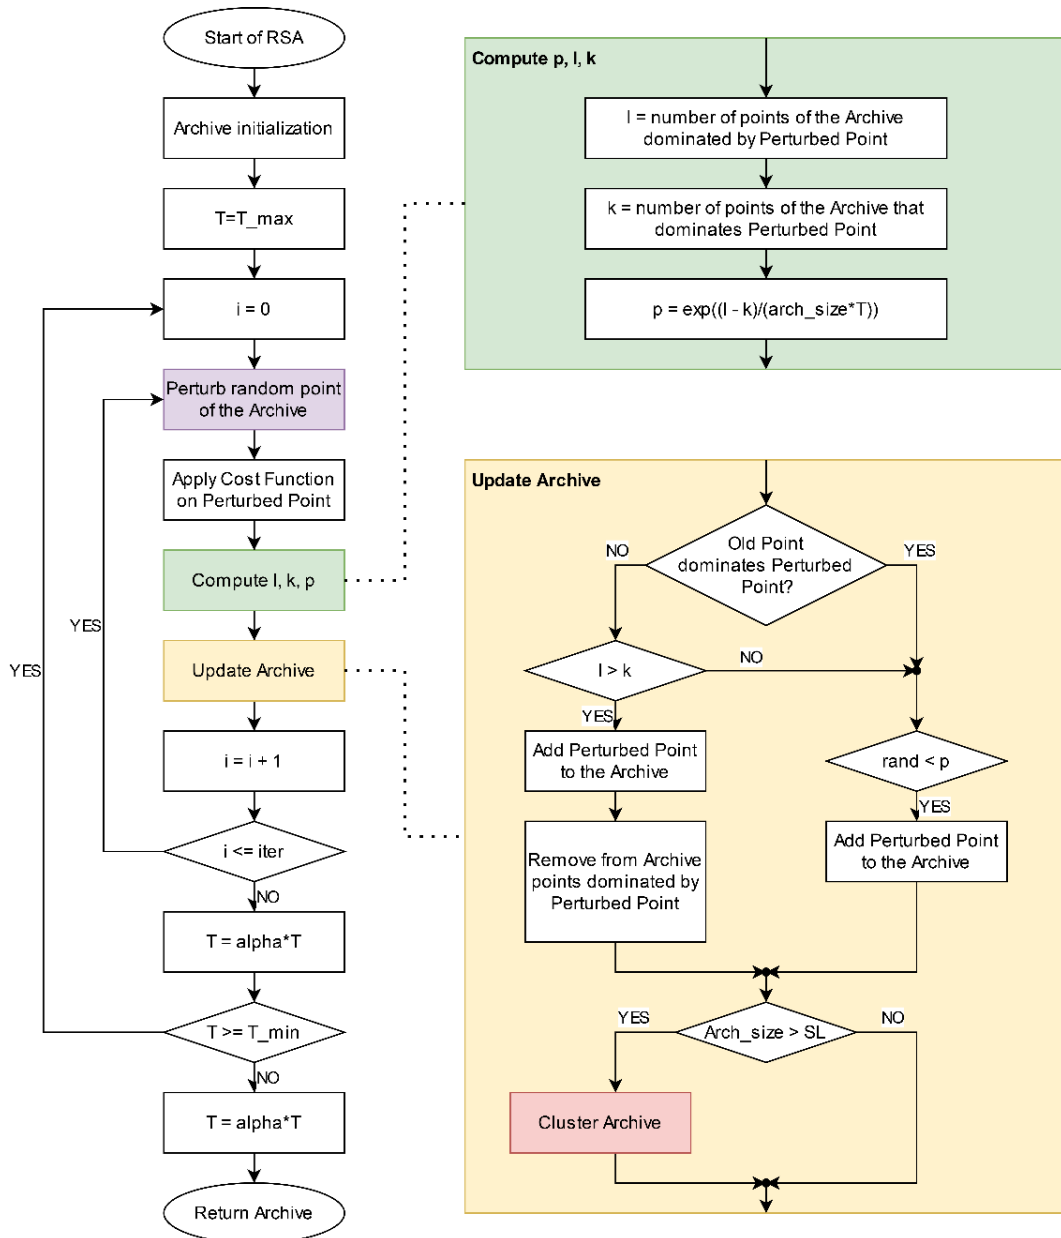 Start of RSA
Archive initialization
T=T_max
i = 0
Perturb random point
of the Archive
Apply Cost Function
on Perturbed Point
Compute l, k, p
Update Archive
i = i + 1
i <= iter
YES
NO
T = alpha*T
T >= T_min
YES
NO
T = alpha*T
Return Archive
Compute p, l, k
l = number of points of the Archive
dominated by Perturbed Point
k = number of points of the Archive that
dominates Perturbed Point
p = exp((l - k)/(arch_size*T))
Update Archive
Old Point
dominates Perturbed
Point?
NO
YES
l > k
NO
YES
Add Perturbed Point
to the Archive
Remove from Archive
points dominated by
Perturbed Point
rand < p
YES
Add Perturbed Point
to the Archive
Arch_size > SL
YES
NO
Cluster Archive